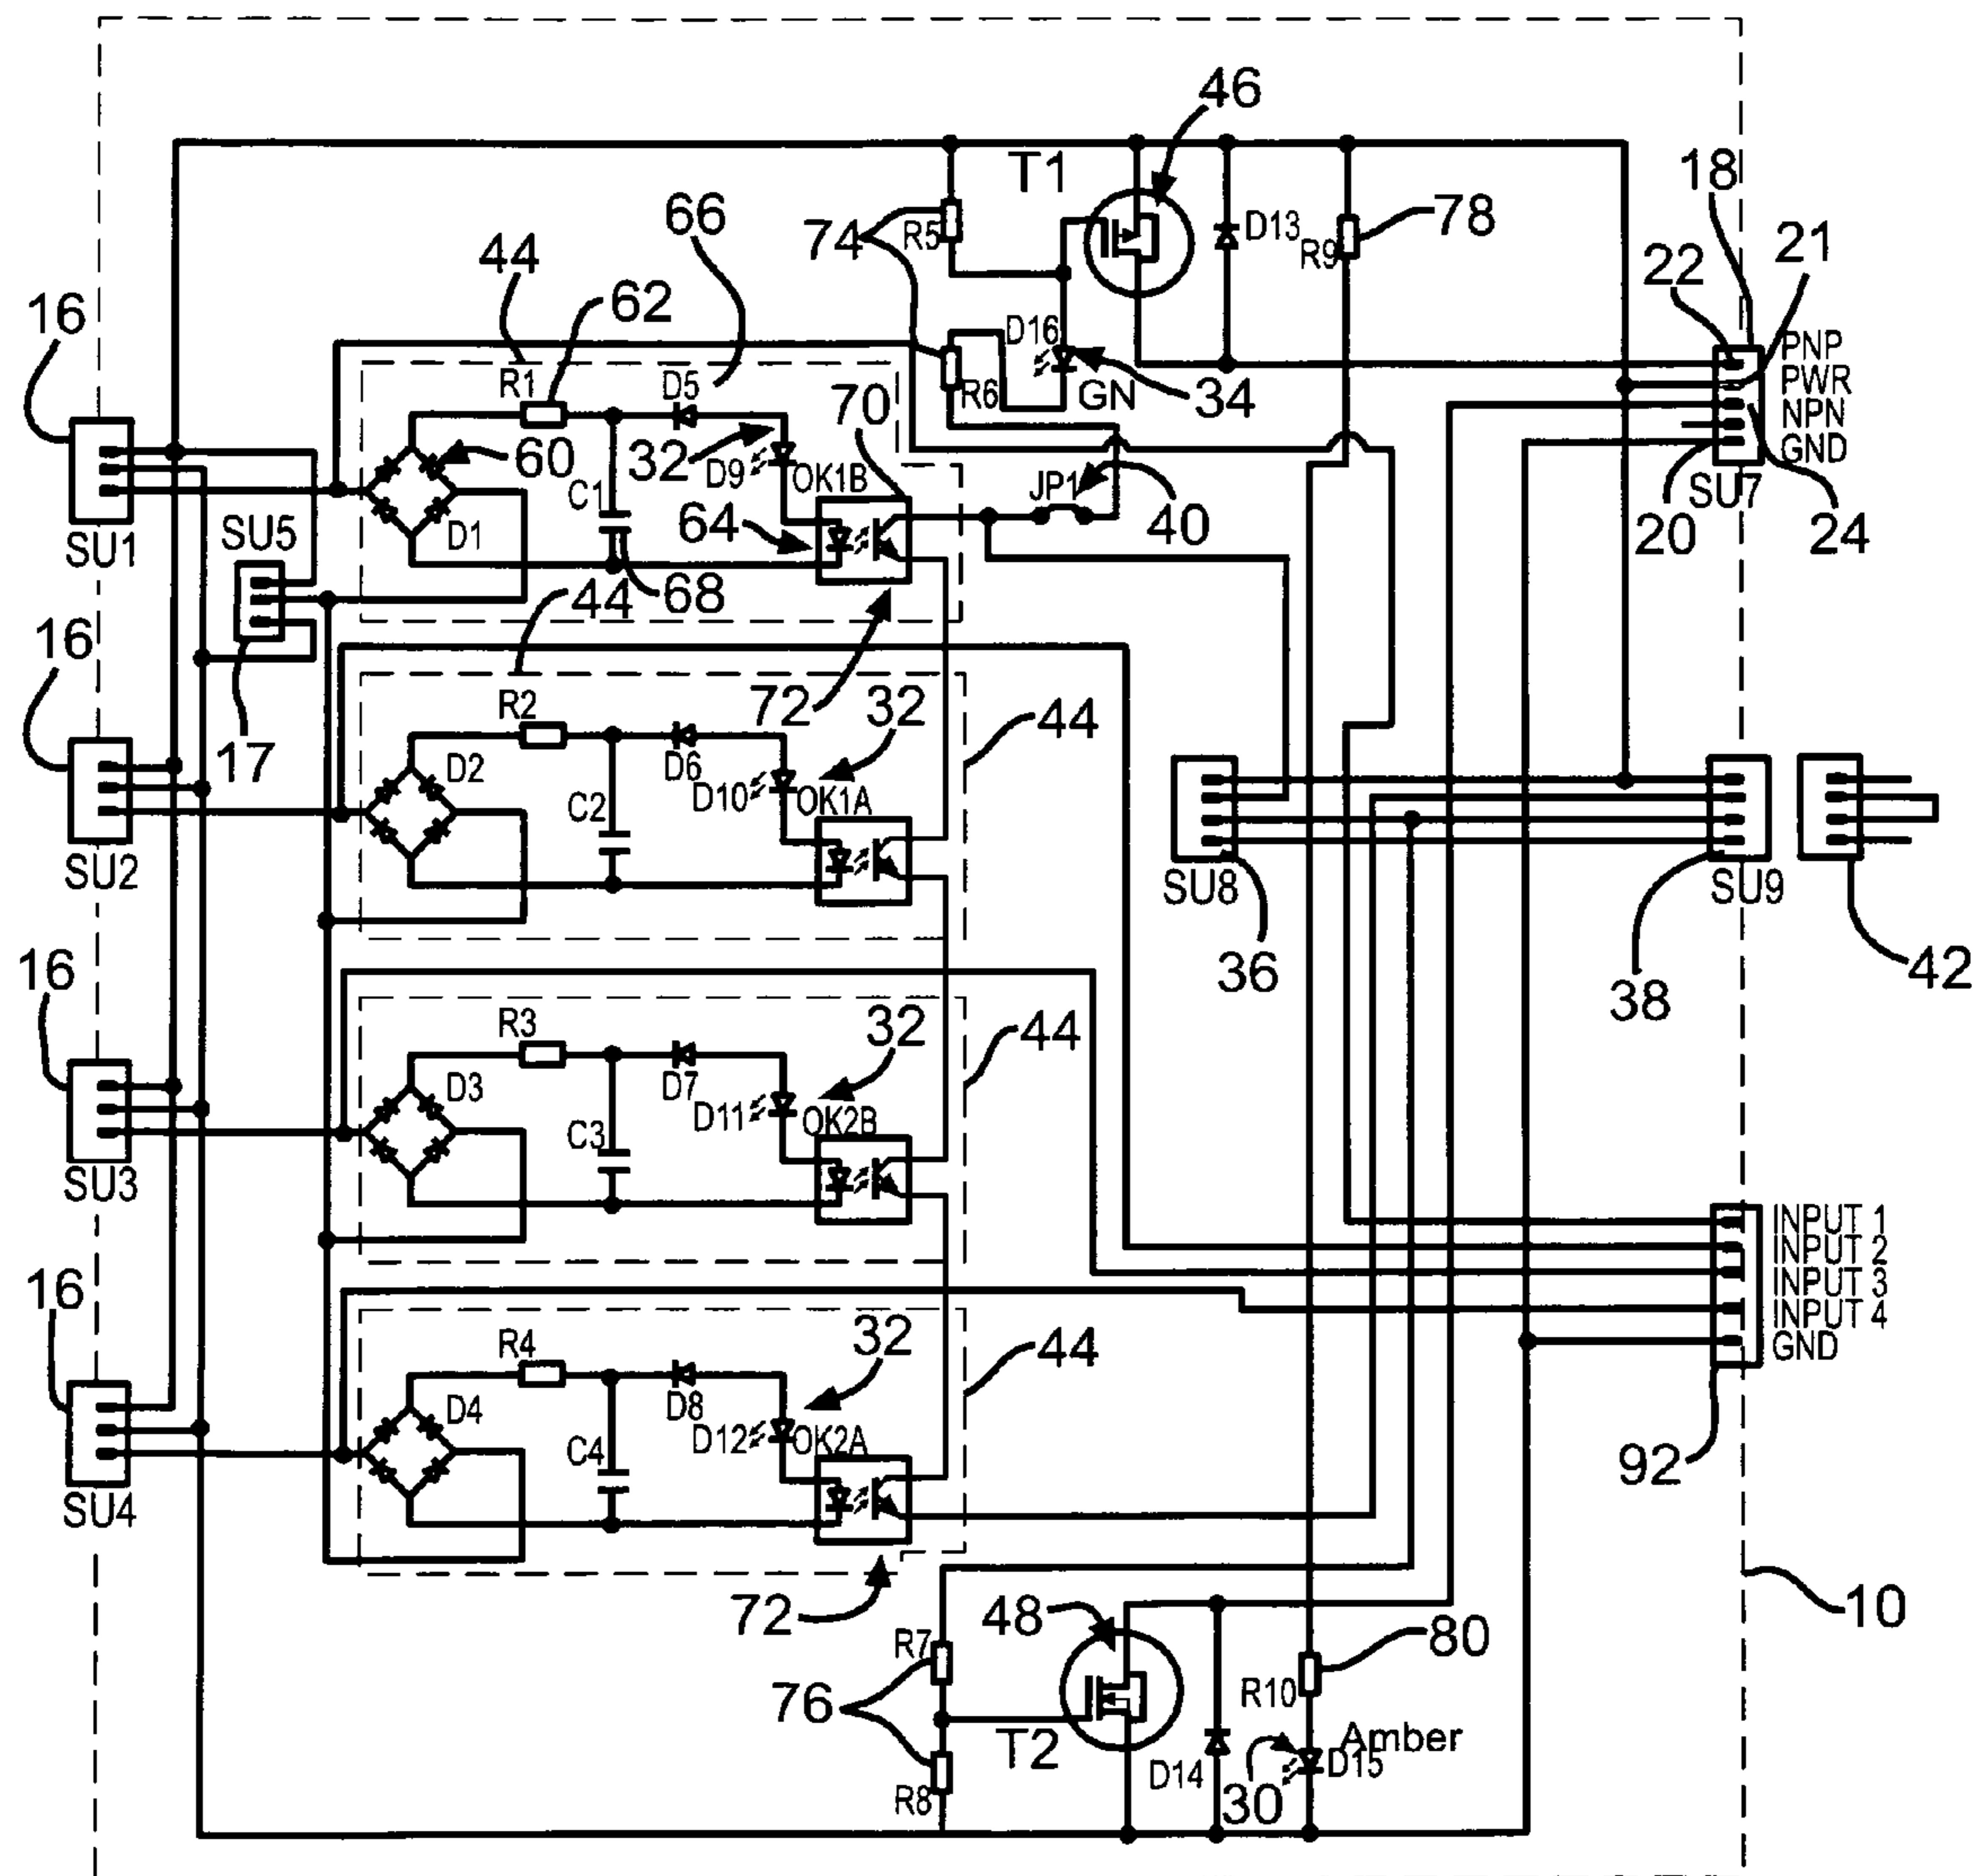 46
T1
18
66
44
74
R5
D13
R9
78
22
21
16
62
D16
PNP
PWR
NPN
GND
R1
D5
70
R6
GN
34
60
32
D9
OK1B
C1
JP1
SU7
SU1
SU5
D1
64
40
20
24
44
68
16
17
R2
72
32
44
D2
D6
D10
OK1A
C2
SU2
SU8
SU9
36
38
42
16
R3
32
44
D3
D7
D11
OK2B
C3
SU3
INPUT 1
INPUT 2
INPUT 3
INPUT 4
GND
16
R4
32
44
D4
D8
D12
OK2A
C4
92
SU4
72
48
10
R7
80
76
R10
T2
Amber
D14
D15
R8
30